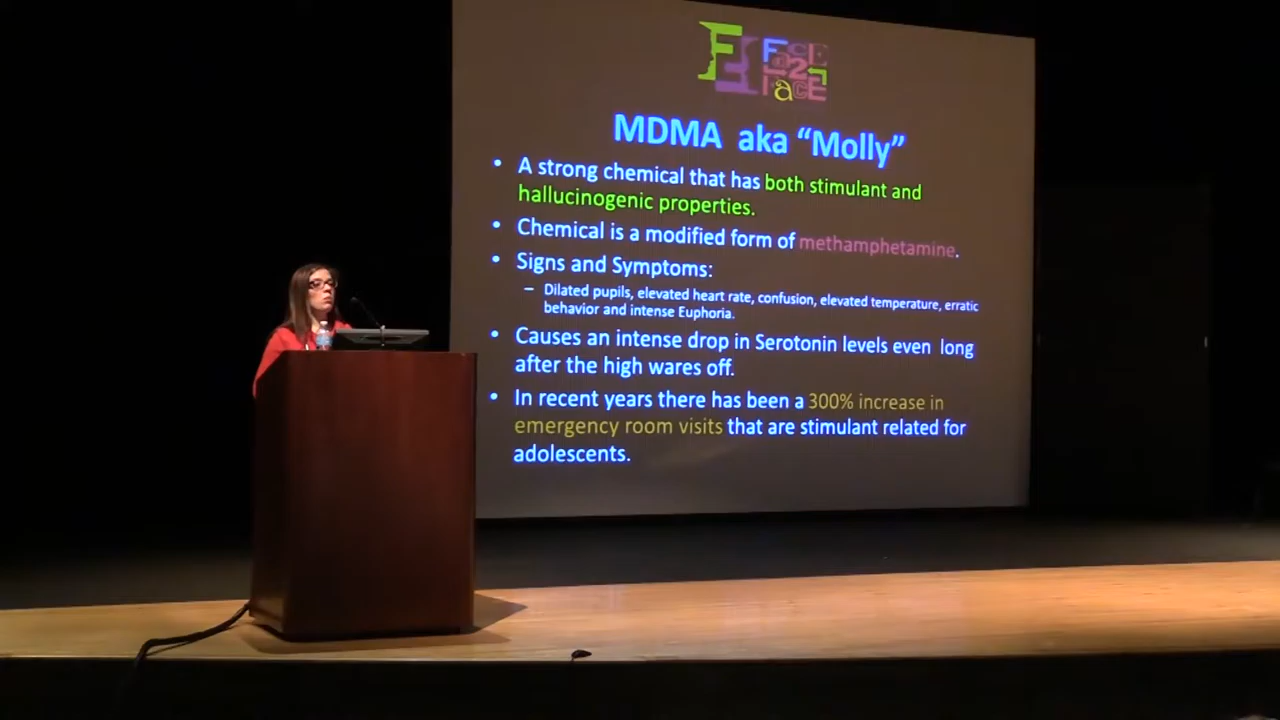 FacE
2
FacE
MDMA aka “Molly”
• A strong chemical that has both stimulant and
hallucinogenic properties.
• Chemical is a modified form of methamphetamine.
• Signs and Symptoms:
– Dilated pupils, elevated heart rate, confusion, elevated temperature, erratic
behavior and intense Euphoria.
• Causes an intense drop in Serotonin levels even long
after the high wares off.
• In recent years there has been a 300% increase in
emergency room visits that are stimulant related for
adolescents.